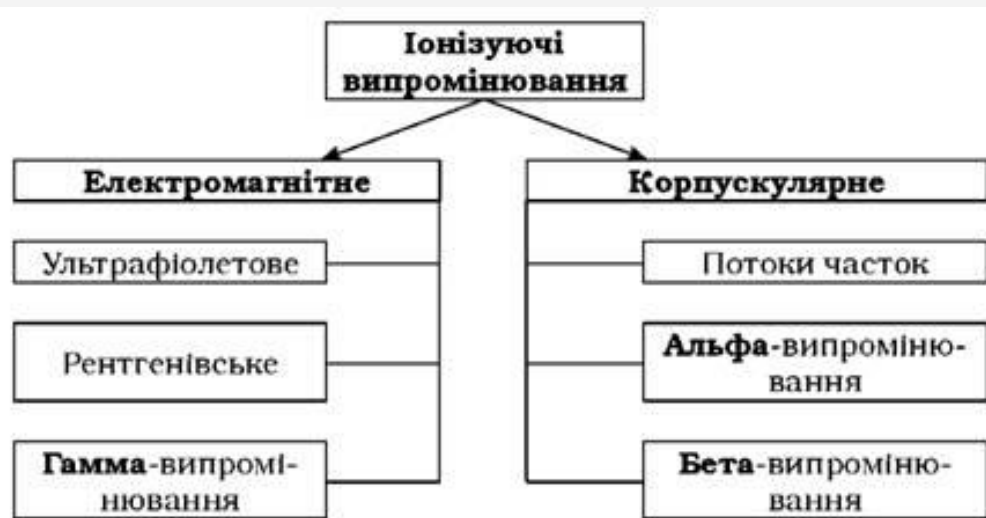 Іонізуючі
випромінювання
Електромагнітне
Ультрафіолетове
Рентгенівське
Гамма-випромі-
нювання
Корпускулярне
Потоки часток
Альфа-випроміню-
вання
Бета-випроміню-
вання